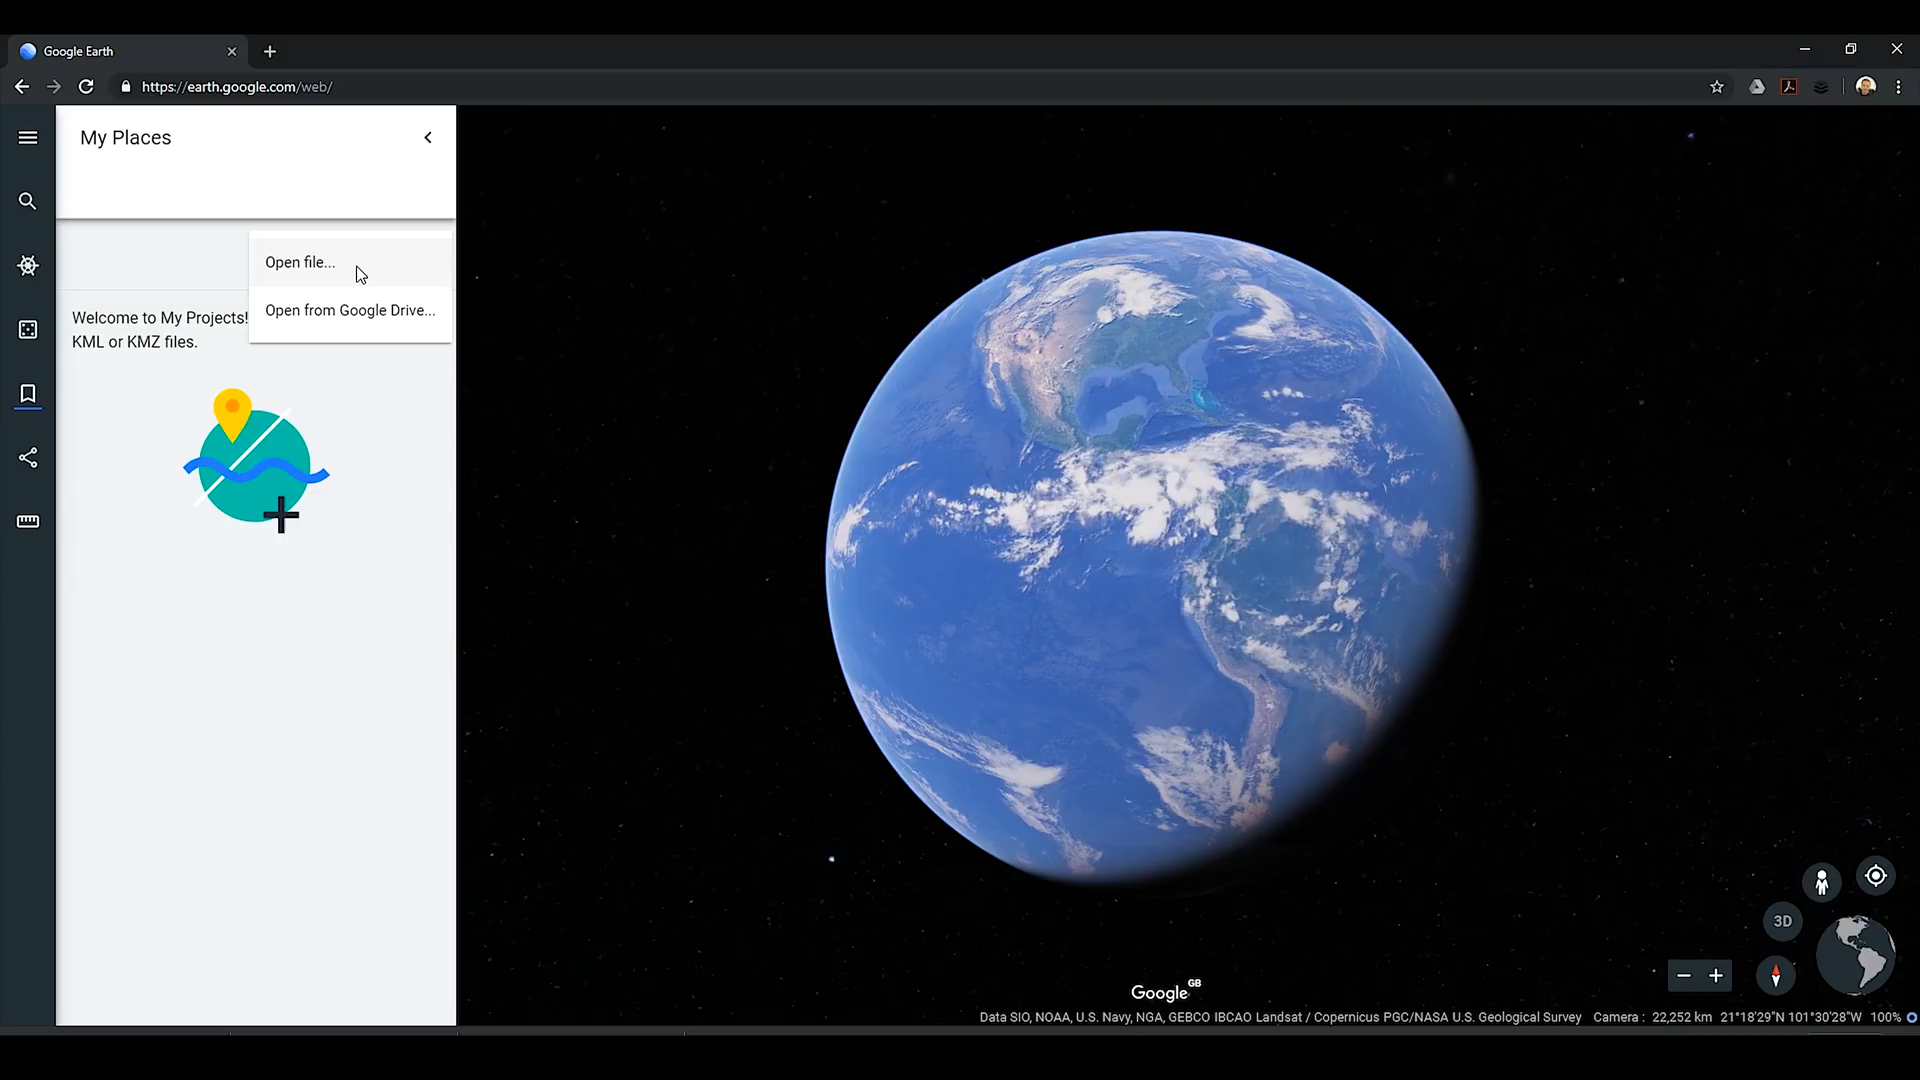 Google Earth
https://earth.google.com/web/
My Places
Open file...
Open from Google Drive...
Welcome to My Projects!
KML or KMZ files.
3D
Google GB
Data SIO, NOAA, U.S. Navy, NGA, GEBCO IBCAO Landsat / Copernicus PGC/NASA U.S. Geological Survey Camera : 22,252 km 21°18'29"N 101°30'28"W 100%